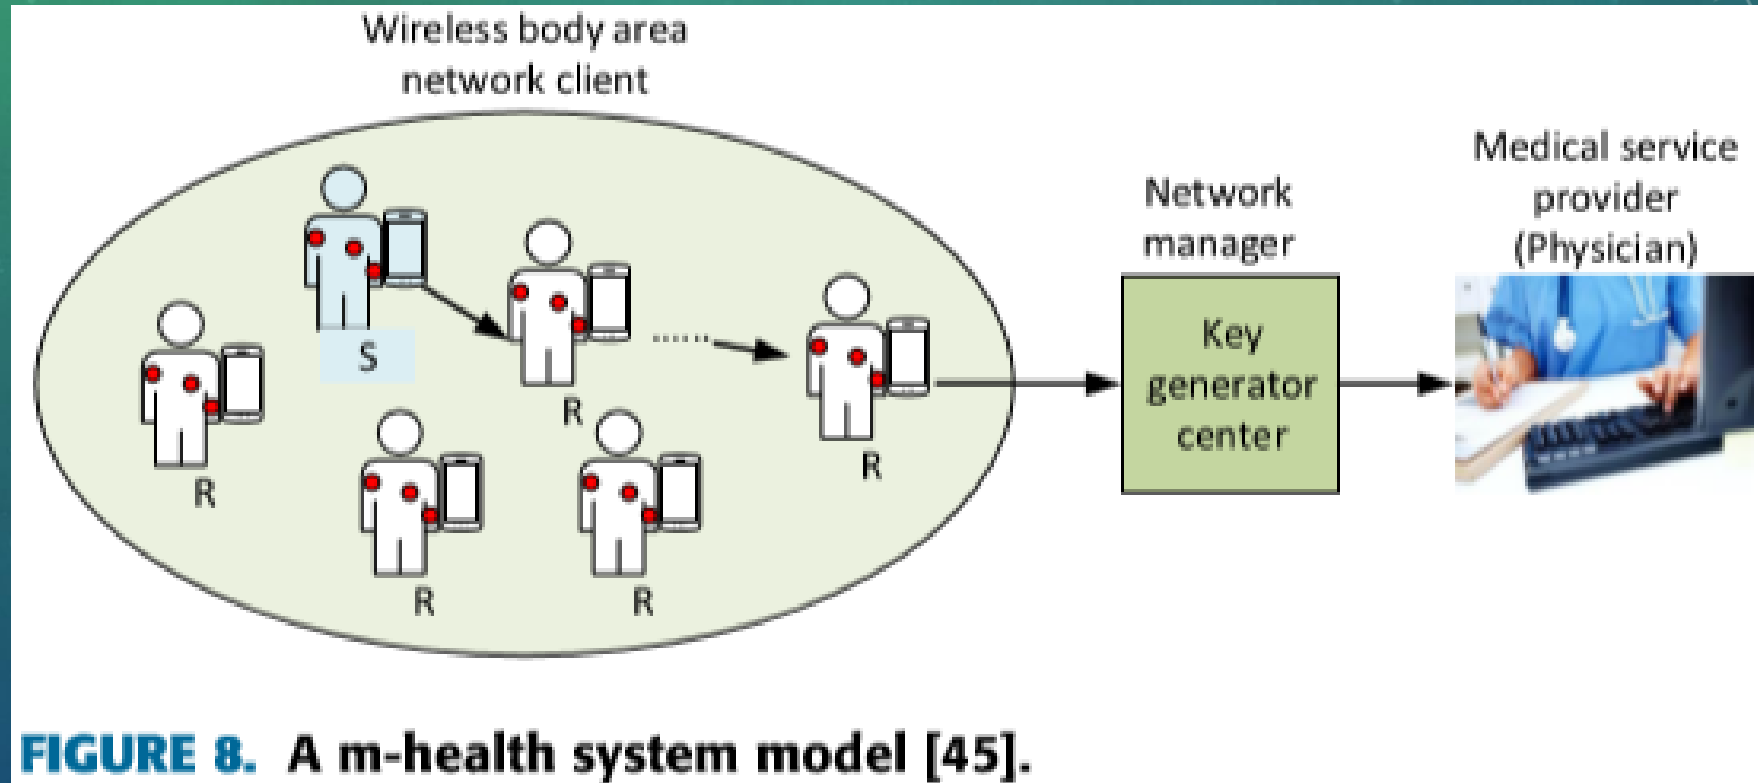 Wireless body area
network client
S
R
R
R
R
R
Network
manager
Key
generator
center
Medical service
provider
(Physician)
FIGURE 8. A m-health system model [45].